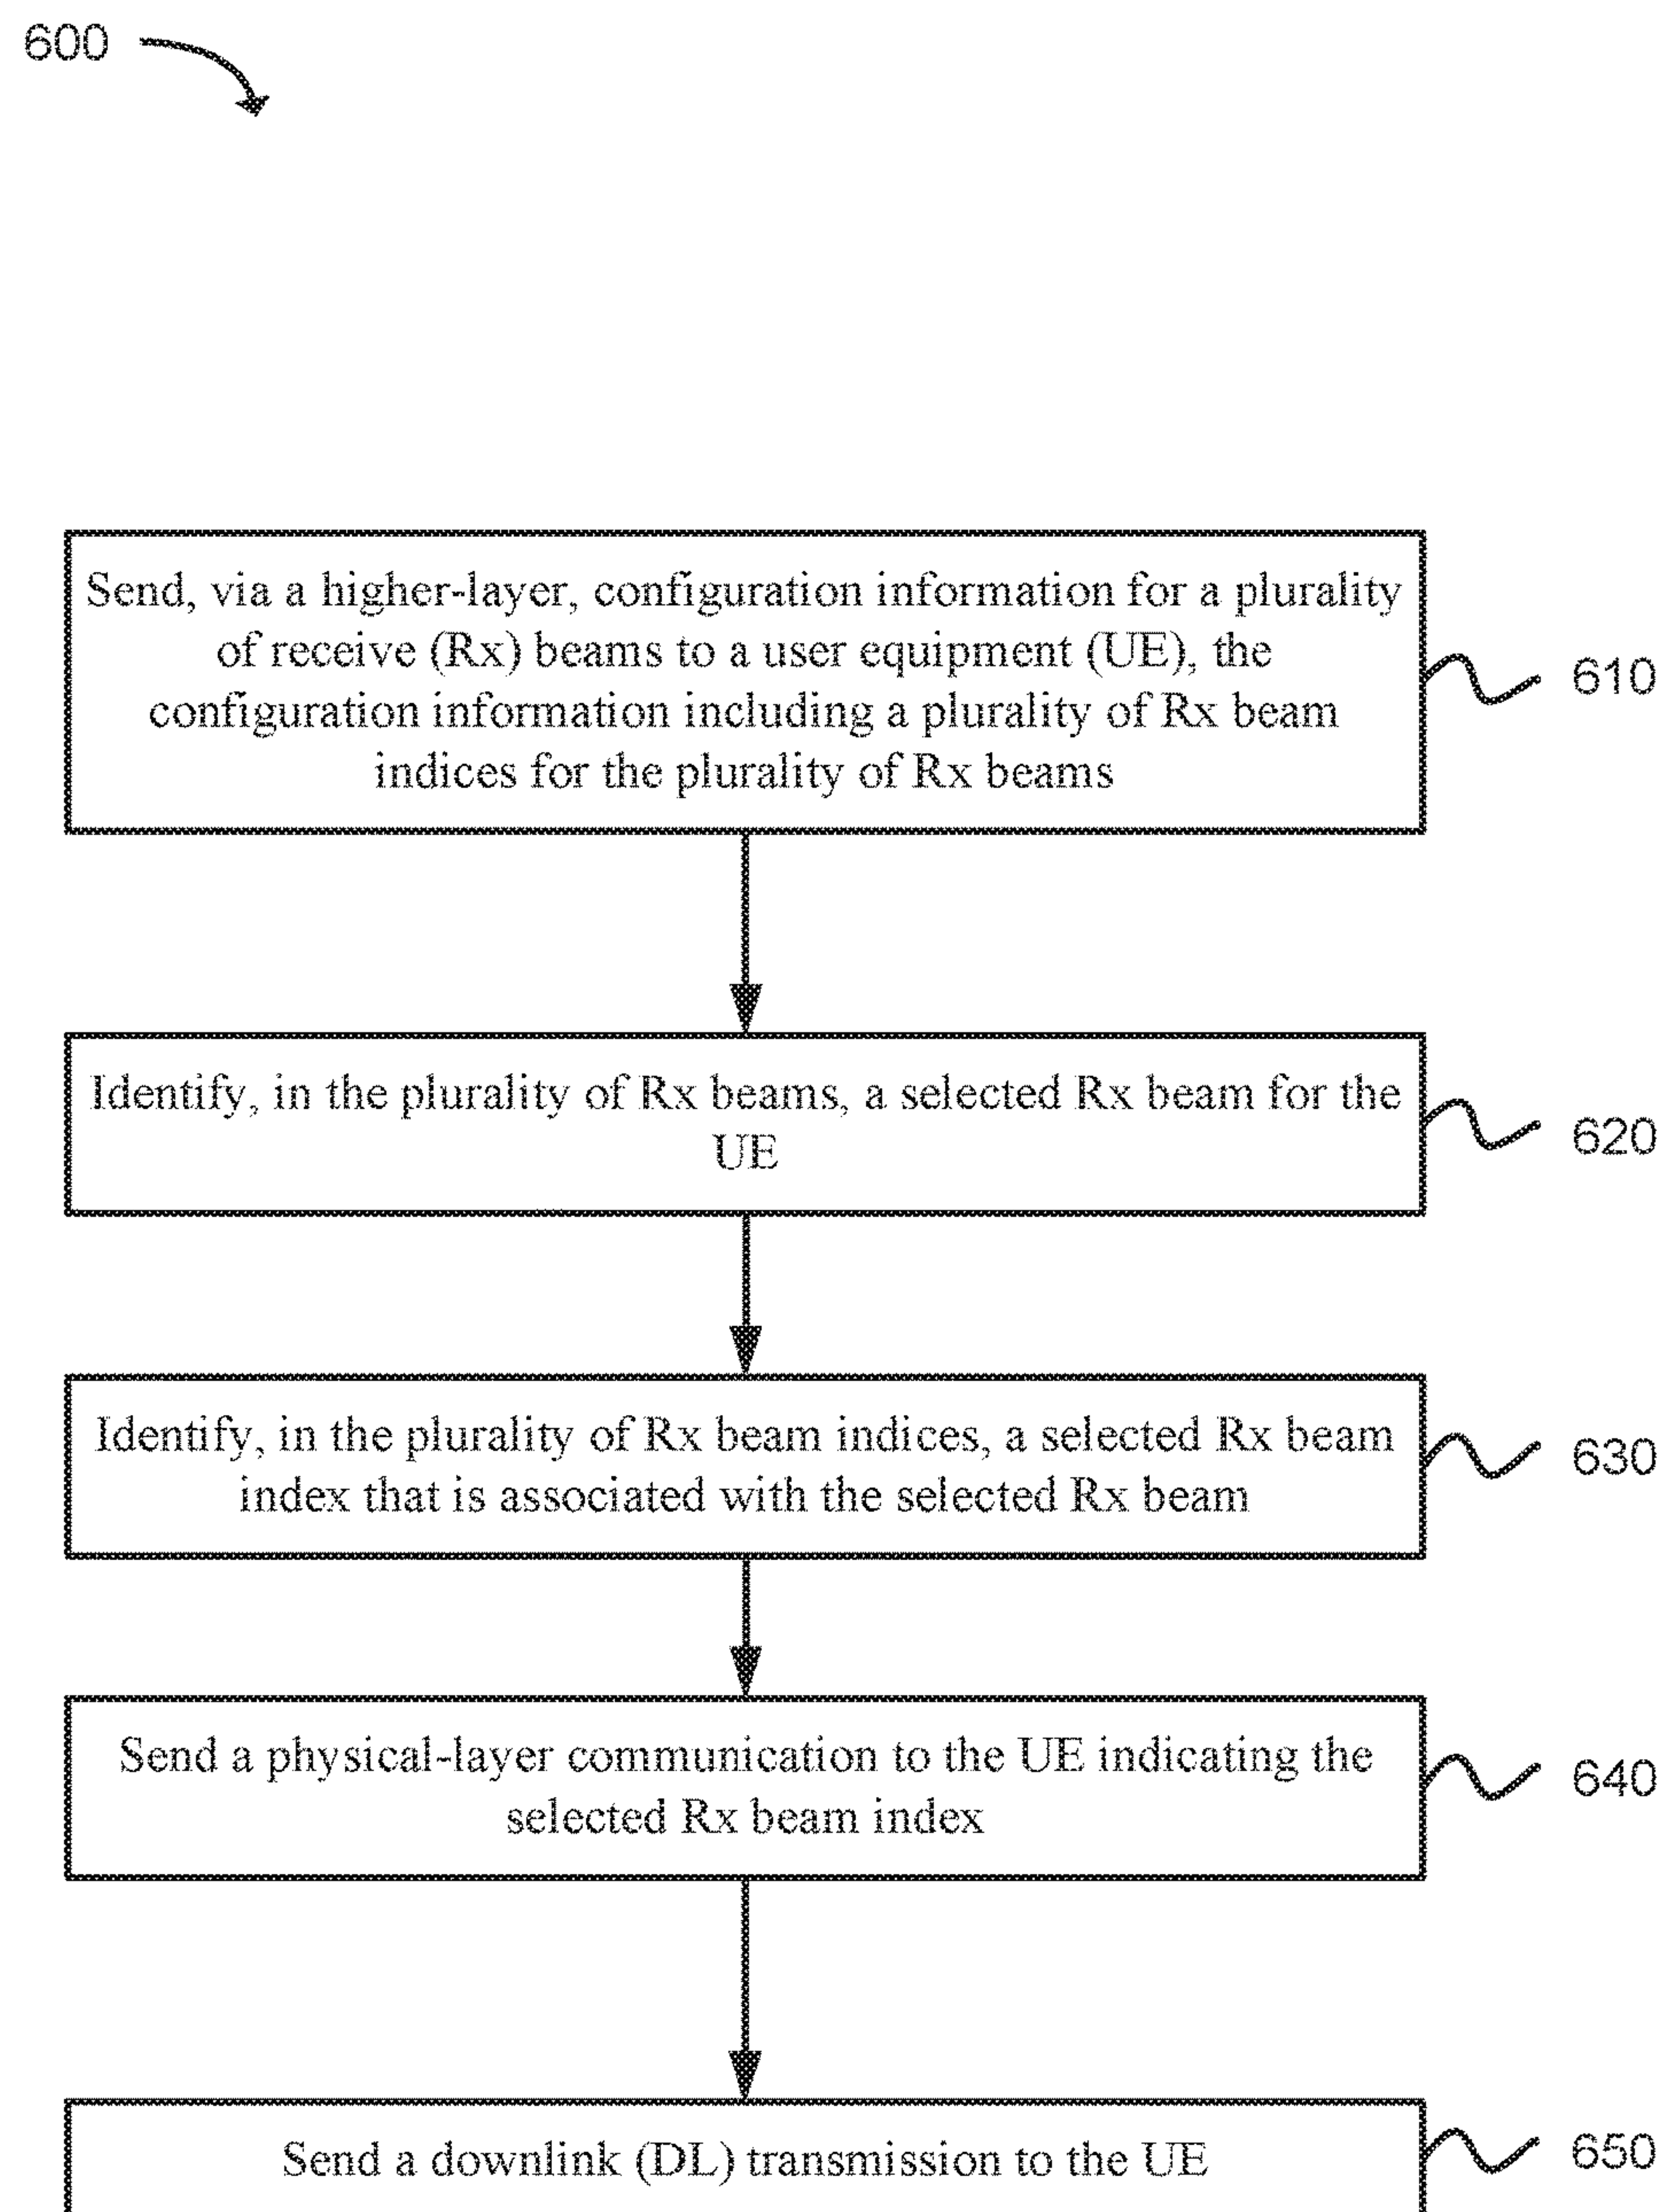 600
Send, via a higher-layer, configuration information for a plurality
of receive (Rx) beams to a user equipment (UE), the
configuration information including a plurality of Rx beam
indices for the plurality of Rx beams
610
Identify, in the plurality of Rx beams, a selected Rx beam for the
UE
620
Identify, in the plurality of Rx beam indices, a selected Rx beam
index that is associated with the selected Rx beam
630
Send a physical-layer communication to the UE indicating the
selected Rx beam index
640
Send a downlink (DL) transmission to the UE
650